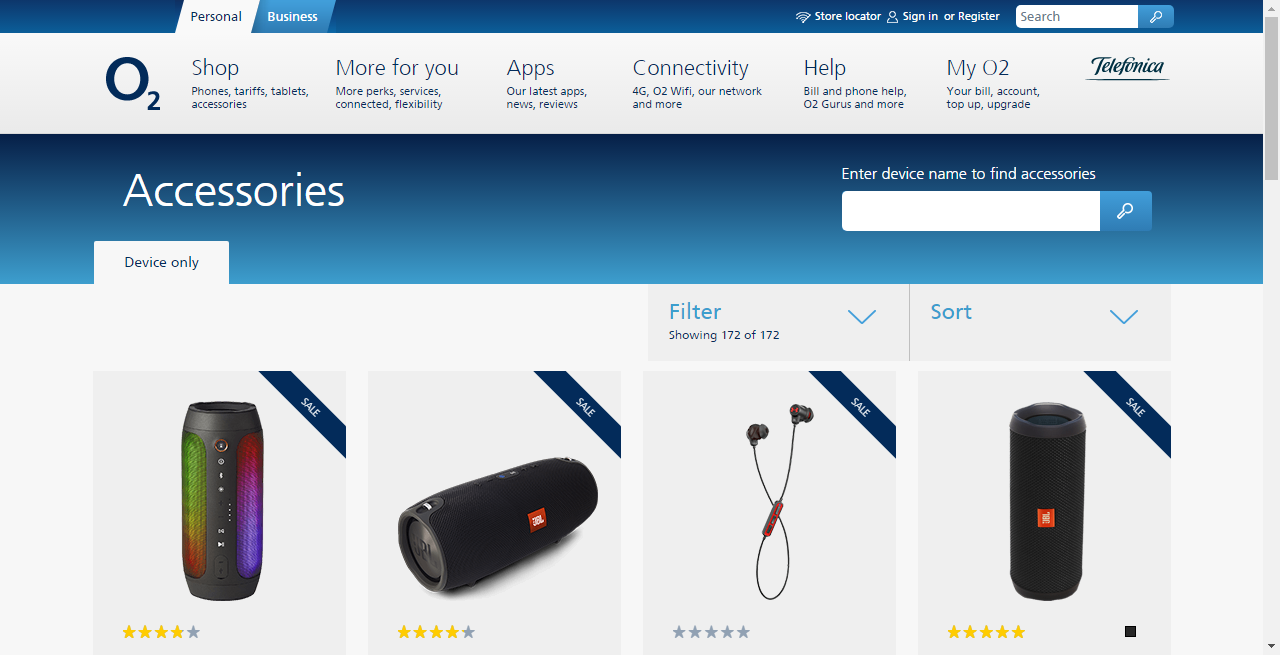 Personal
Business
Store locator
Sign in or Register
Search
O2
Shop
Phones, tariffs, tablets,
accessories
More for you
More perks, services,
connected, flexibility
Apps
Our latest apps,
news, reviews
Connectivity
4G, O2 Wifi, our network
and more
Help
Bill and phone help,
O2 Gurus and more
My O2
Your bill, account,
top up, upgrade
Telefónica
Accessories
Enter device name to find accessories
Device only
Filter
Showing 172 of 172
Sort
SALE
SALE
SALE
SALE
JBL
JBL